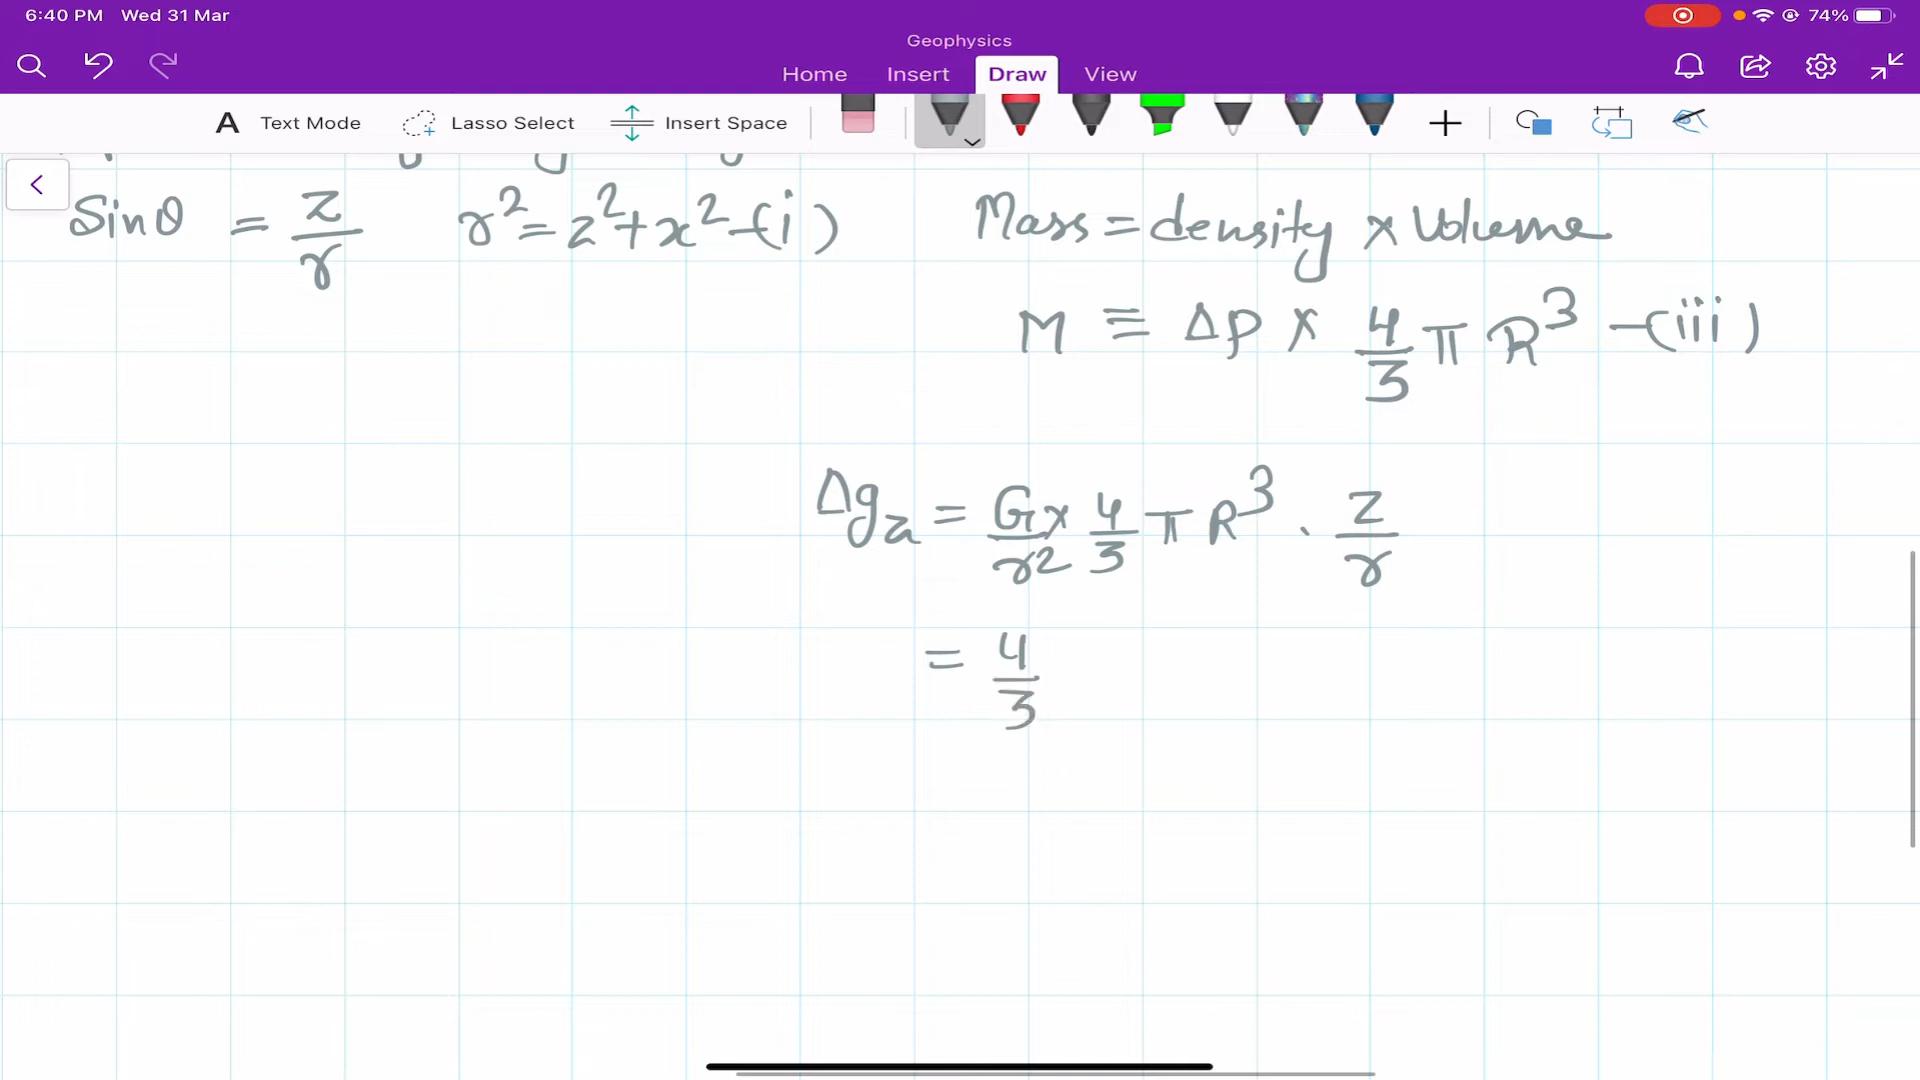 6:40 PM Wed 31 Mar 74%
Geophysics
Home Insert Draw View
A Text Mode Lasso Select Insert Space
Sinθ = z/r r² = z² + x² - (i) Mass = density × Volume
M = Δρ × 4/3 π R³ - (iii)
Δg_z = G/r² × 4/3 π R³ . z/r
= 4/3